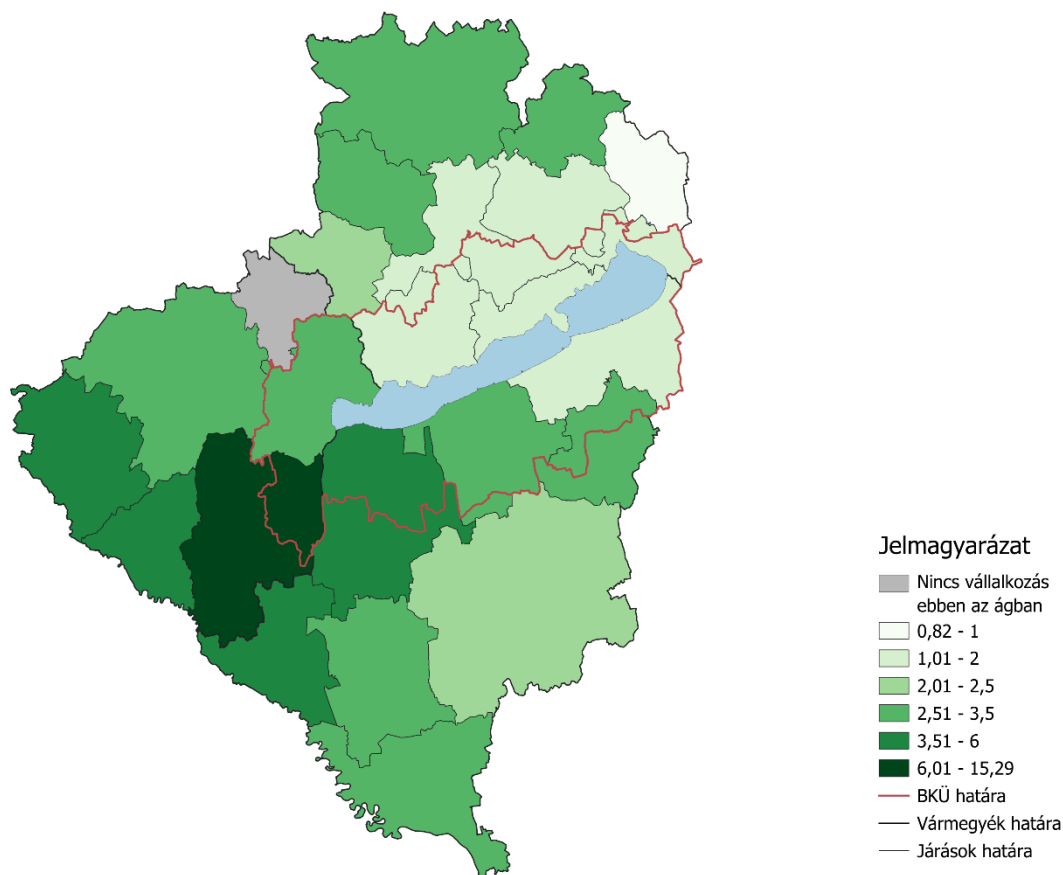 Jelmagyarázat
Nincs vállalkozás
ebben az ágban
0,82 - 1
1,01 - 2
2,01 - 2,5
2,51 - 3,5
3,51 - 6
6,01 - 15,29
BKÜ határa
Vármegyék határa
Járások határa